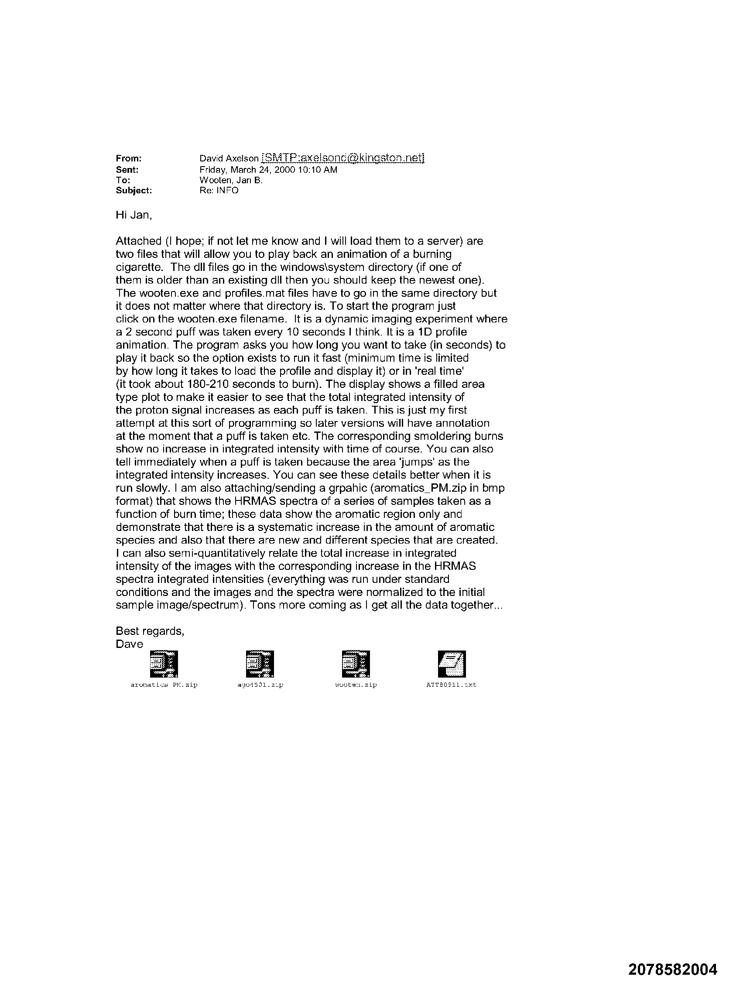 From: David Axelson [SMTP:axelsond@kingston.net]
Sent: Friday, March 24, 2000 10:10 AM
To: Wooten, Jan B.
Subject: Re: INFO
Hi Jan,
Attached (I hope; if not let me know and I will load them to a server) are
two files that will allow you to play back an animation of a burning
cigarette.  The dll files go in the windows\system directory (if one of
them is older than an existing dll then you should keep the newest one).
The wooten.exe and profiles.mat files have to go in the same directory but
it does not matter where that directory is. To start the program just
click on the wooten.exe filename.  It is a dynamic imaging experiment where
a 2 second puff was taken every 10 seconds I think. It is a 1D profile
animation. The program asks you how long you want to take (in seconds) to
play it back so the option exists to run it fast (minimum time is limited
by how long it takes to load the profile and display it) or in 'real time'
(it took about 180-210 seconds to burn). The display shows a filled area
type plot to make it easier to see that the total integrated intensity of
the proton signal increases as each puff is taken. This is just my first
attempt at this sort of programming so later versions will have annotation
at the moment that a puff is taken etc. The corresponding smoldering burns
show no increase in integrated intensity with time of course. You can also
tell immediately when a puff is taken because the area 'jumps' as the
integrated intensity increases. You can see these details better when it is
run slowly. I am also attaching/sending a grpahic (aromatics_PM.zip in bmp
format) that shows the HRMAS spectra of a series of samples taken as a
function of burn time; these data show the aromatic region only and
demonstrate that there is a systematic increase in the amount of aromatic
species and also that there are new and different species that are created.
I can also semi-quantitatively relate the total increase in integrated
intensity of the images with the corresponding increase in the HRMAS
spectra integrated intensities (everything was run under standard
conditions and the images and the spectra were normalized to the initial
sample image/spectrum). Tons more coming as I get all the data together...
Best regards,
Dave
aromatics PM.zip wooten.zip
2078582004